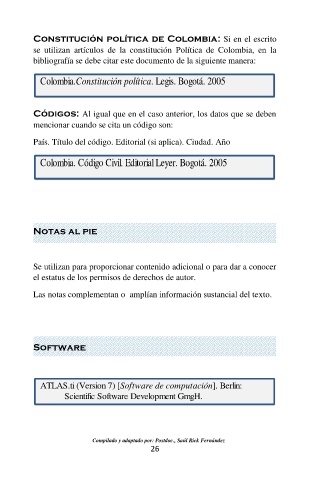 CONSTITUCIÓN POLÍTICA DE COLOMBIA: Si en el escrito
se utilizan artículos de la constitución Política de Colombia, en la
bibliografía se debe citar este documento de la siguiente manera:
Colombia.Constitución política. Legis. Bogotá. 2005
CÓDIGOS: Al igual que en el caso anterior, los datos que se deben
mencionar cuando se cita un código son:
País. Título del código. Editorial (si aplica). Ciudad. Año
Colombia. Código Civil. Editorial Leyer. Bogotá. 2005
NOTAS AL PIE
Se utilizan para proporcionar contenido adicional o para dar a conocer
el estatus de los permisos de derechos de autor.
Las notas complementan o amplían información sustancial del texto.
SOFTWARE
ATLAS.ti (Version 7) [Software de computación]. Berlin:
Scientific Software Development GmgH.
Compilado y adaptado por: Postdoc., Saúl Rick Fernández
26